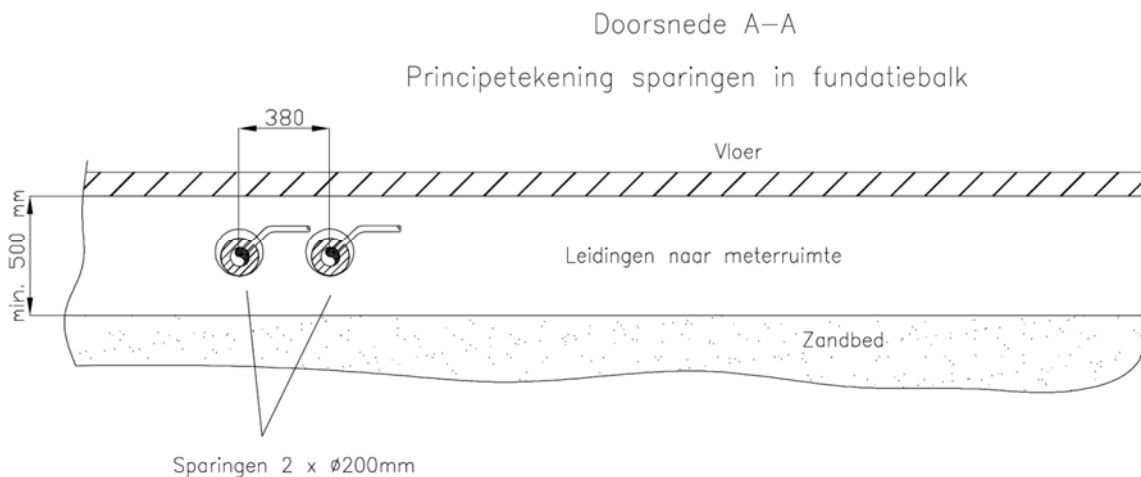 Doorsnede A-A
Principetekening sparingen in fundatiebalk
380
Vloer
min. 500 mm
Leidingen naar meterruimte
Zandbed
Sparingen 2 x Ø200mm